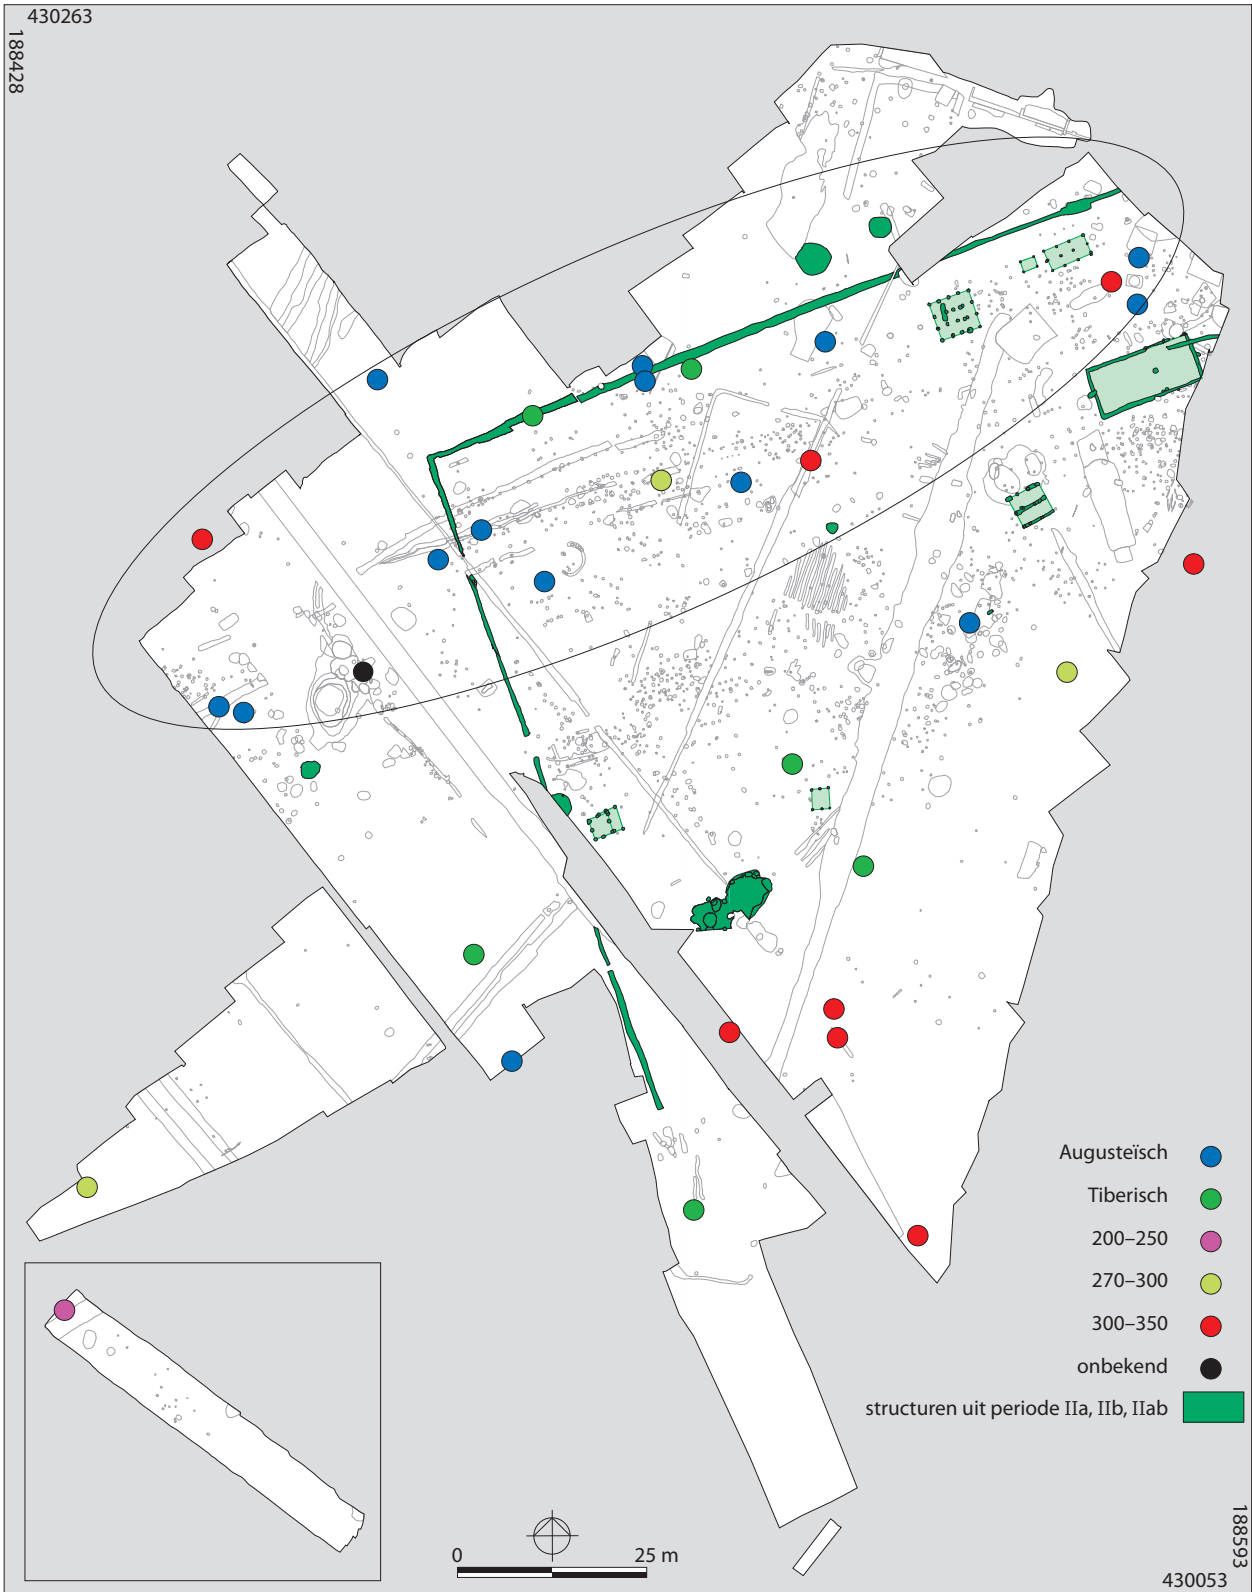 430263
188428
Augusteïsch
Tiberisch
200–250
270–300
300–350
onbekend
structuren uit periode IIa, IIb, IIab
0 25 m
188593
430053